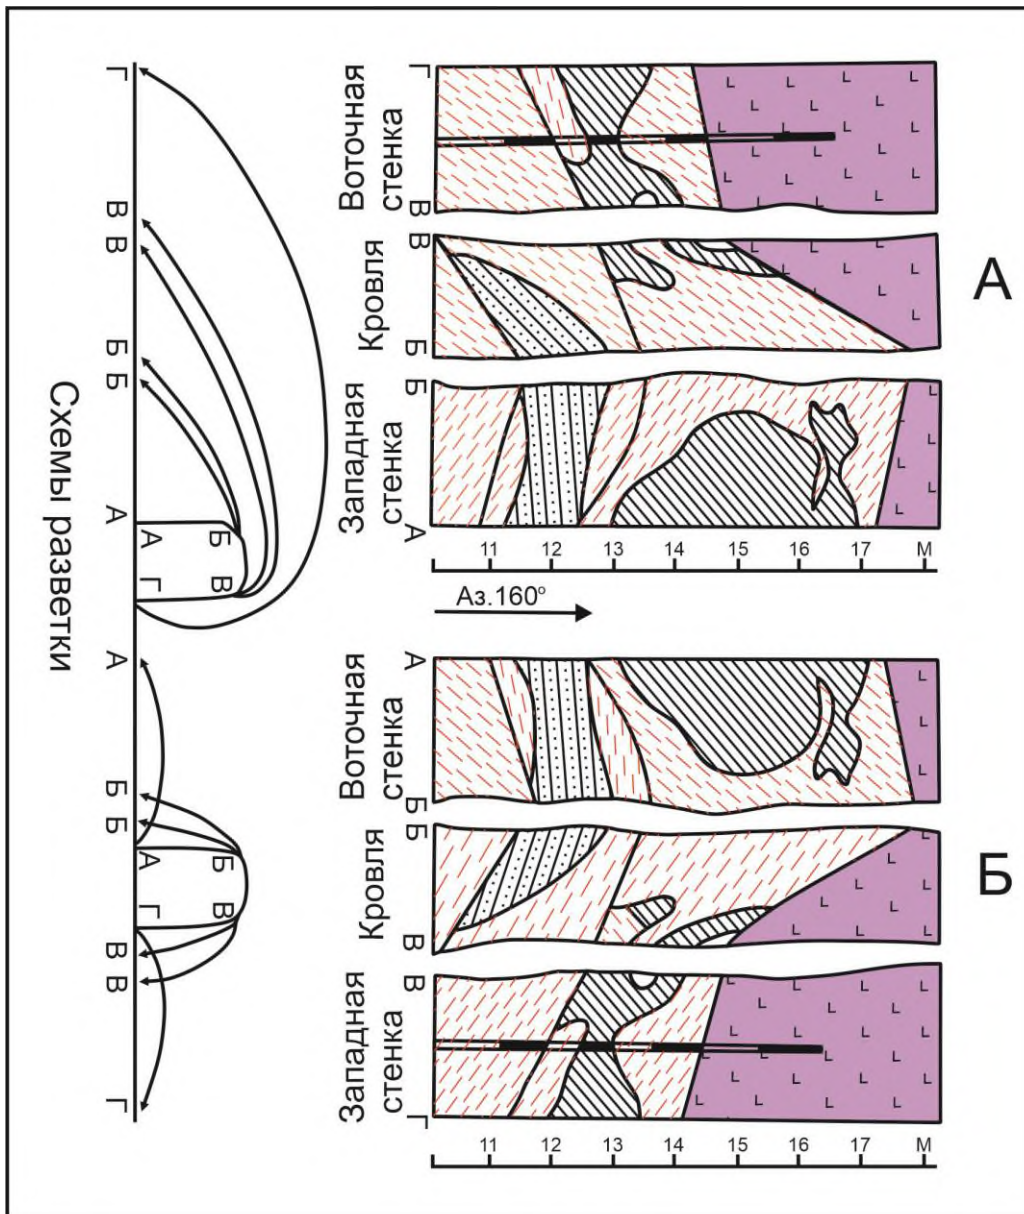 Г
Воточная
стенка
В
В
Кровля
Б
Б
Западная
стенка
А
А
11 12 13 14 15 16 17 М
Аз.160°
А
Воточная
стенка
Б
Б
Кровля
В
В
Западная
стенка
Г
Б
11 12 13 14 15 16 17 М
Схемы разветки
Г
В
В
Б
Б
А
А
Б
Г
В
А
Б
Б
А
Б
Г
В
В
В
Г
L L L L L L L L L L L L L L L L
L L L L L L
L L L L
L L L
L L L L L
L L L L L L L L L L L L L L L L L